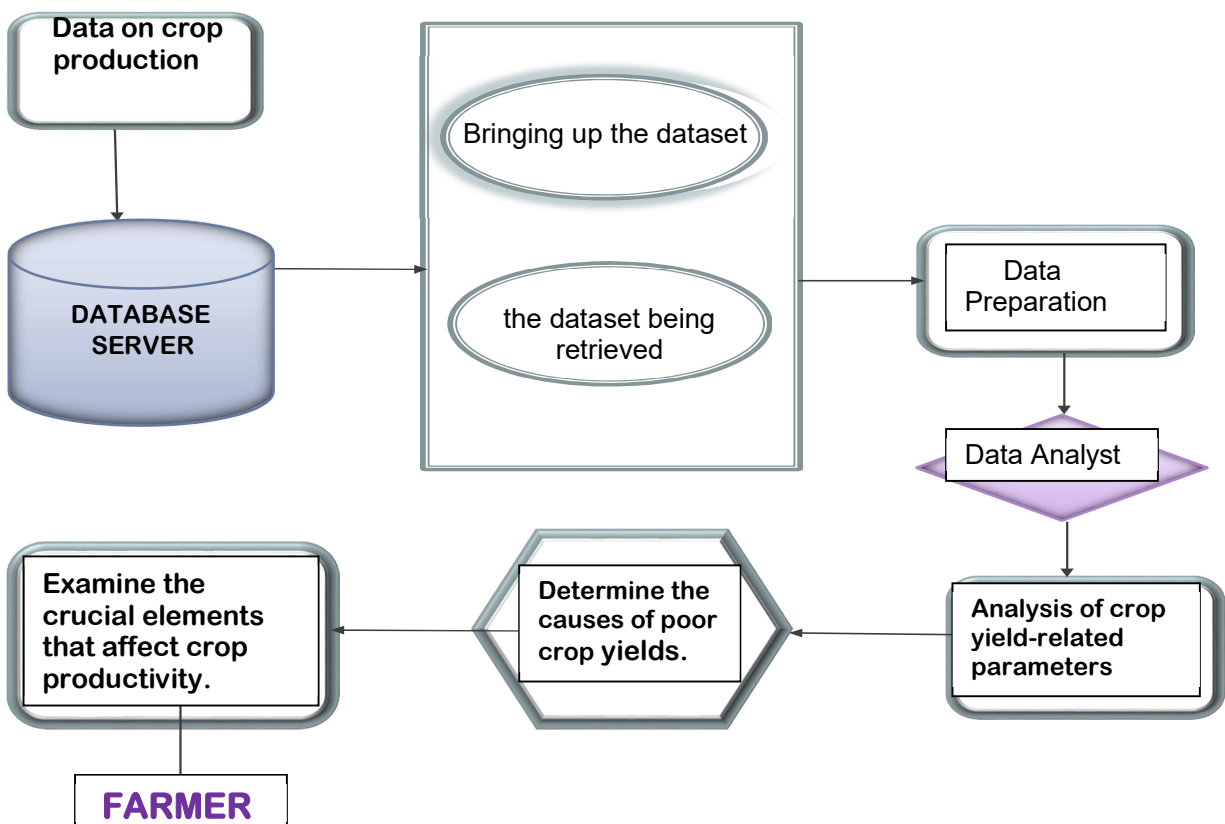 Data on crop
production
DATABASE
SERVER
Bringing up the dataset
the dataset being
retrieved
Data
Preparation
Data Analyst
Analysis of crop
yield-related
parameters
Determine the
causes of poor
crop yields.
Examine the
crucial elements
that affect crop
productivity.
FARMER